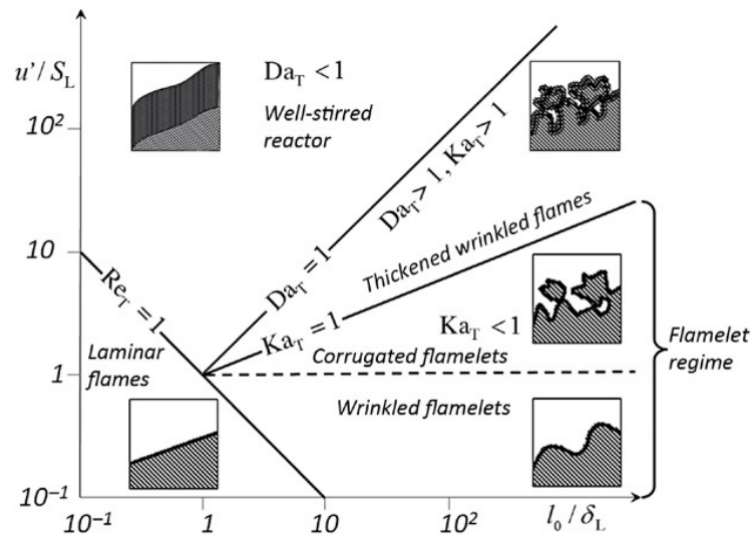 u'/S_L
Da_T < 1
Well-stirred
reactor
10²
Da_T > 1, Ka_T > 1
10
Re_T = 1
Da_T = 1
Thickened wrinkled flames
Ka_T = 1
Ka_T < 1
Flamelet
regime
Laminar
flames
Corrugated flamelets
1
Wrinkled flamelets
10⁻¹
10⁻¹
1
10
10²
l₀/δ_L